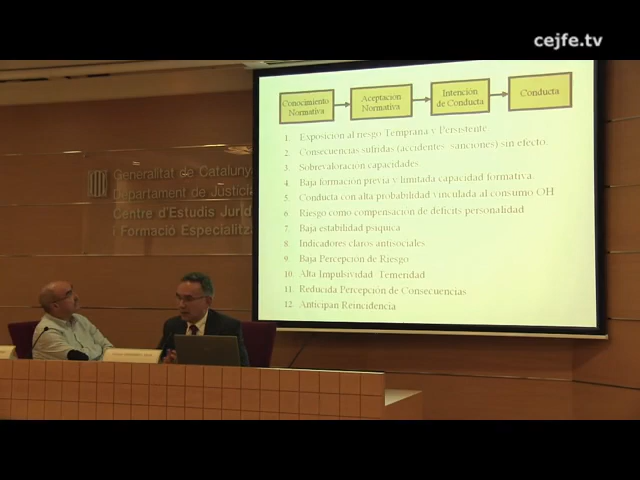 cejfe.tv
Conocimiento
Normativa
Aceptación
Normativa
Intención
de Conducta
Conducta
1. Exposición al riesgo Temprana y Persistente.
2. Consecuencias sufridas (accidentes sanciones) sin efecto.
3. Sobrevaloración capacidades.
4. Baja formación previa y limitada capacidad formativa.
5. Conducta con alta probabilidad vinculada al consumo OH
6. Riesgo como compensación de déficits personalidad
7. Baja estabilidad psíquica
8. Indicadores claros antisociales
9. Baja Percepción de Riesgo
10. Alta Impulsividad Temeridad
11. Reducida Percepción de Consecuencias
12. Anticipan Reincidencia
Generalitat de Catalunya
Departament de Justícia
Centre d'Estudis Juríd
i Formació Especialitza